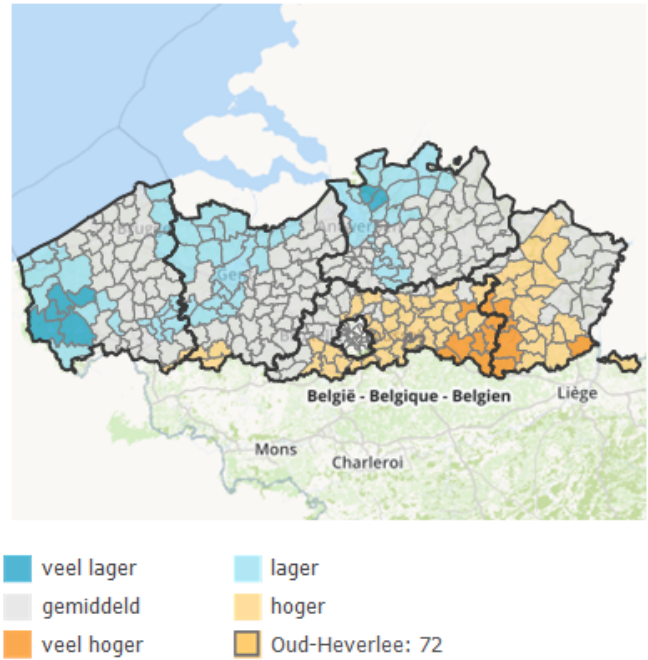 België - Belgique - Belgien
Liège
Mons
Charleroi
veel lager
lager
gemiddeld
hoger
veel hoger
Oud-Heverlee: 72